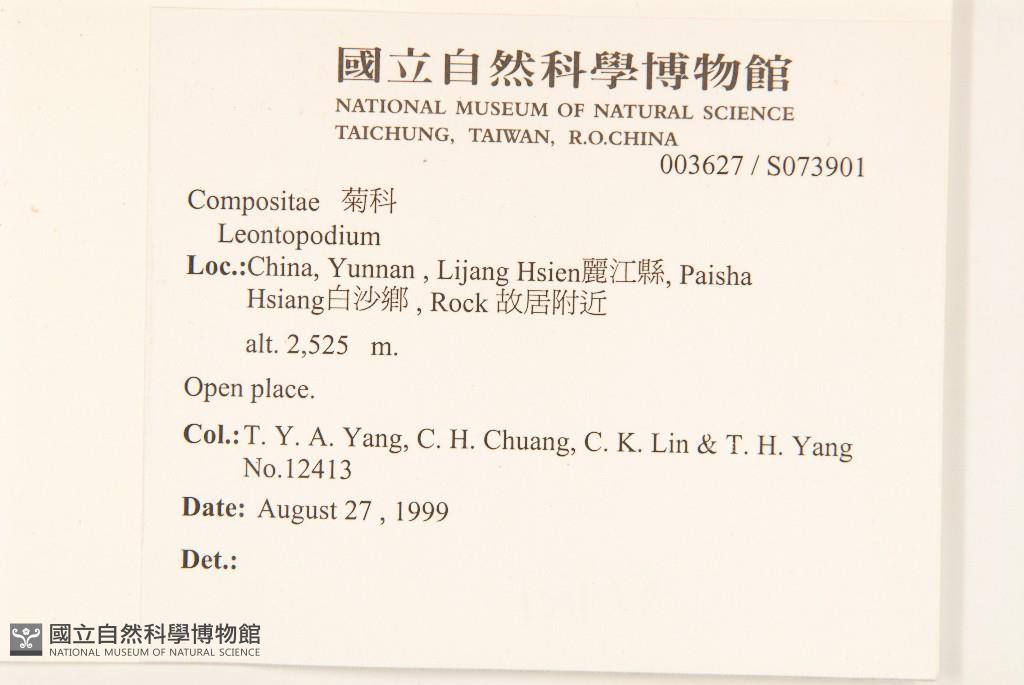 國立自然科學博物館
NATIONAL MUSEUM OF NATURAL SCIENCE
TAICHUNG, TAIWAN, R.O.CHINA
003627 / S073901
Compositae 菊科
Leontopodium
Loc.:China, Yunnan , Lijang Hsien麗江縣, Paisha
Hsiang白沙鄉 , Rock 故居附近
alt. 2,525 m.
Open place.
Col.:T. Y. A. Yang, C. H. Chuang, C. K. Lin & T. H. Yang
No.12413
Date: August 27 , 1999
Det.:
國立自然科學博物館
NATIONAL MUSEUM OF NATURAL SCIENCE